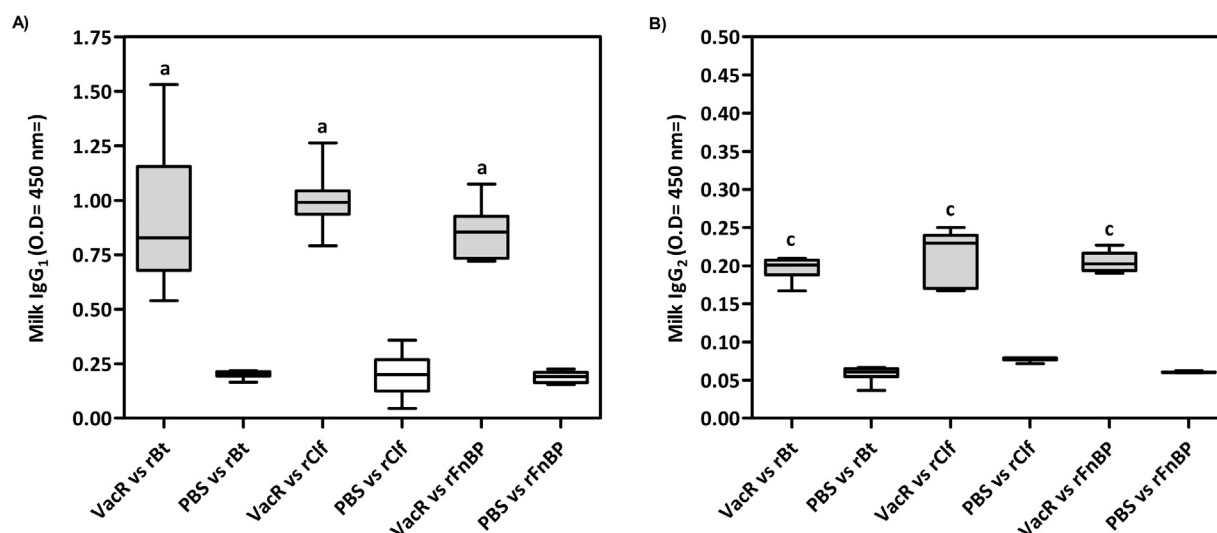 A)
Milk IgG₁ (O.D= 450 nm=)
1.75
1.50
1.25
1.00
0.75
0.50
0.25
0.00
a
a
a
VacR vs rBt
PBS vs rBt
VacR vs rClf
PBS vs rClf
VacR vs rFnBP
PBS vs rFnBP
B)
Milk IgG₂ (O.D= 450 nm=)
0.50
0.45
0.40
0.35
0.30
0.25
0.20
0.15
0.10
0.05
0.00
c
c
c
VacR vs rBt
PBS vs rBt
VacR vs rClf
PBS vs rClf
VacR vs rFnBP
PBS vs rFnBP